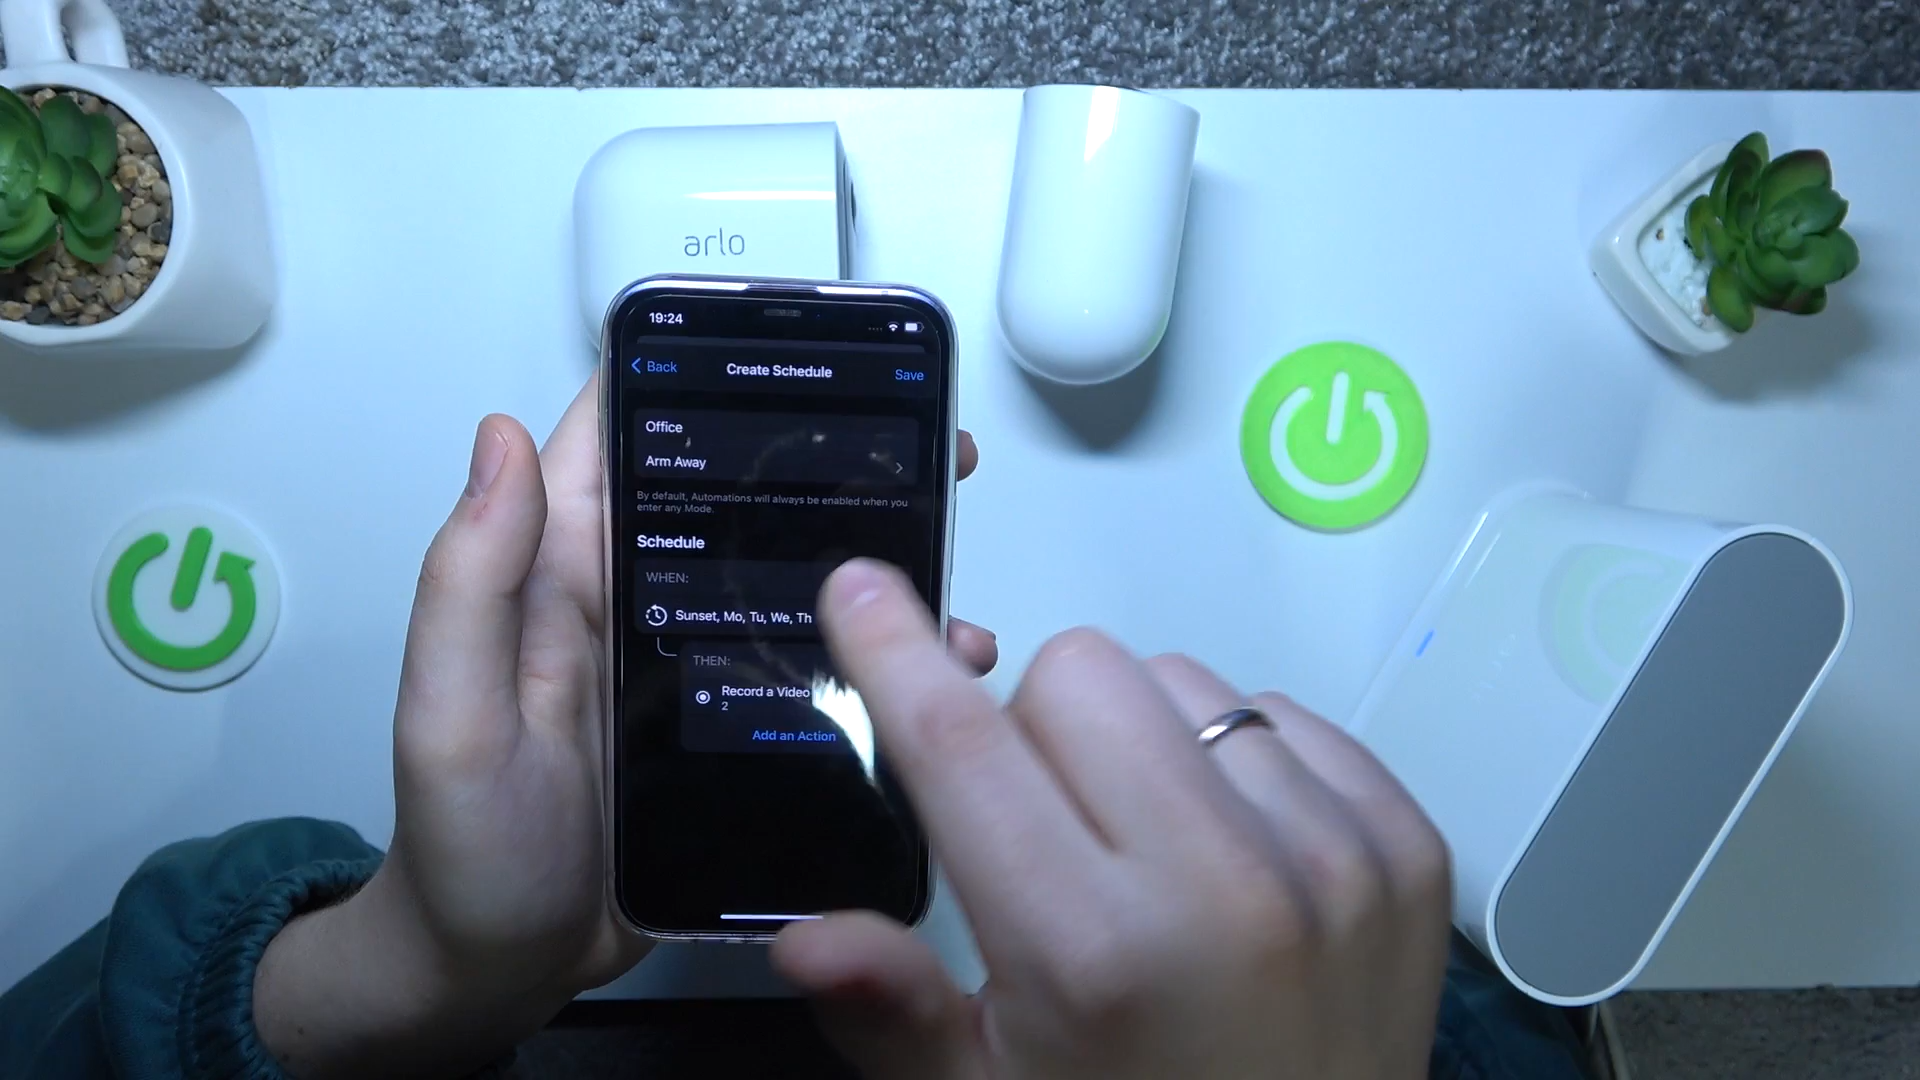 arlo
19:24
Back
Create Schedule
Save
Office
Arm Away
By default, Automations will always be enabled when you
enter any Mode.
Schedule
WHEN:
Sunset, Mo, Tu, We, Th
THEN:
Record a Video
2
Add an Action